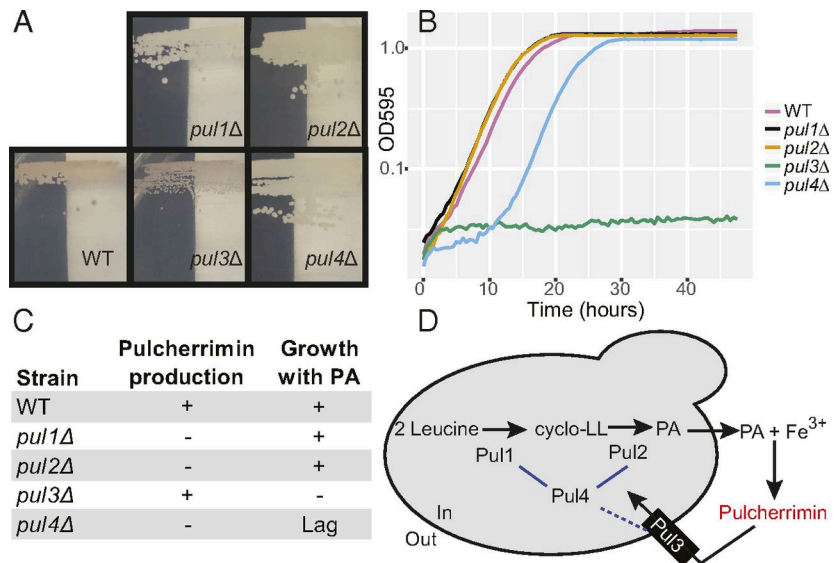 A
pul1Δ
pul2Δ
WT
pul3Δ
pul4Δ
B
OD595
1.0
0.1
0
10
20
30
40
Time (hours)
WT
pul1Δ
pul2Δ
pul3Δ
pul4Δ
C
Strain Pulcherrimin production Growth with PA
WT + +
pul1Δ - +
pul2Δ - +
pul3Δ + -
pul4Δ - Lag
D
2 Leucine cyclo-LL PA PA + Fe3+
Pul1 Pul2
Pul4
In
Out
Pul3
Pulcherrimin